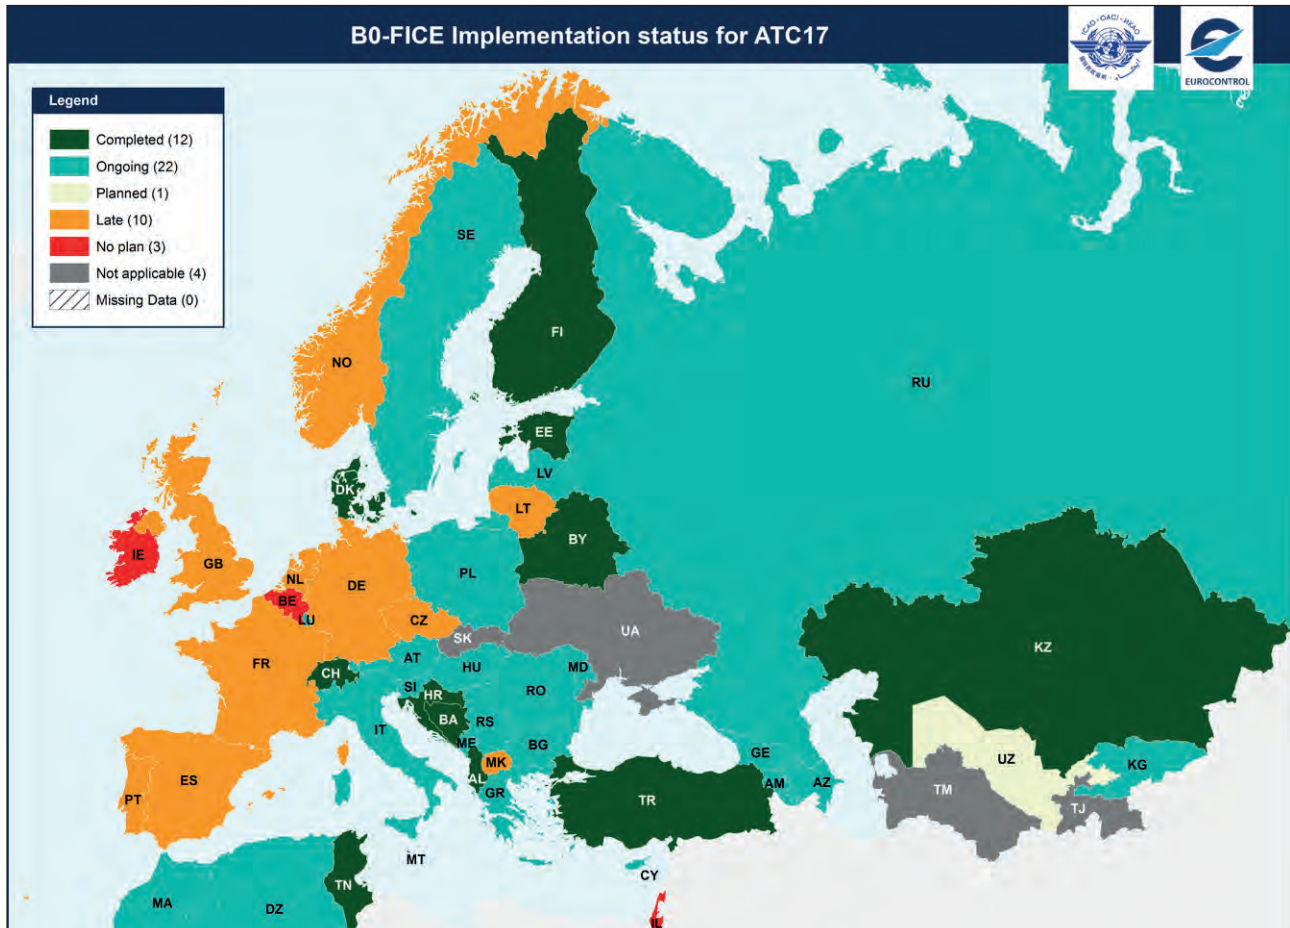 B0-FICE Implementation status for ATC17
ICAO · OACI · ИКАО
EUROCONTROL
Legend
Completed (12)
Ongoing (22)
Planned (1)
Late (10)
No plan (3)
Not applicable (4)
Missing Data (0)
SE
FI
NO
RU
EE
LV
DK
LT
BY
IE
GB
NL
DE
PL
BE
LU
CZ
SK
UA
KZ
FR
CH
AT
HU
MD
SI
HR
RO
BA
RS
IT
ME
BG
GE
MK
UZ
KG
AL
ES
PT
GR
TR
AM
AZ
TM
TJ
MT
CY
TN
MA
DZ
IL